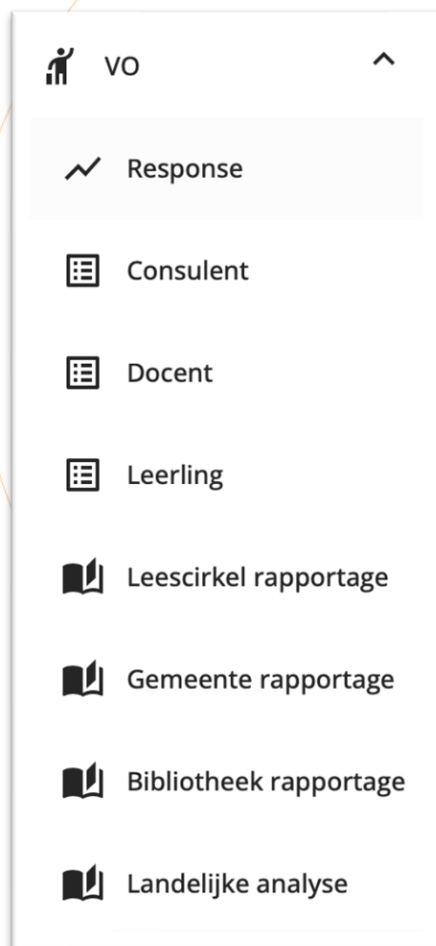 VO
Response
Consulent
Docent
Leerling
Leescirkel rapportage
Gemeente rapportage
Bibliotheek rapportage
Landelijke analyse